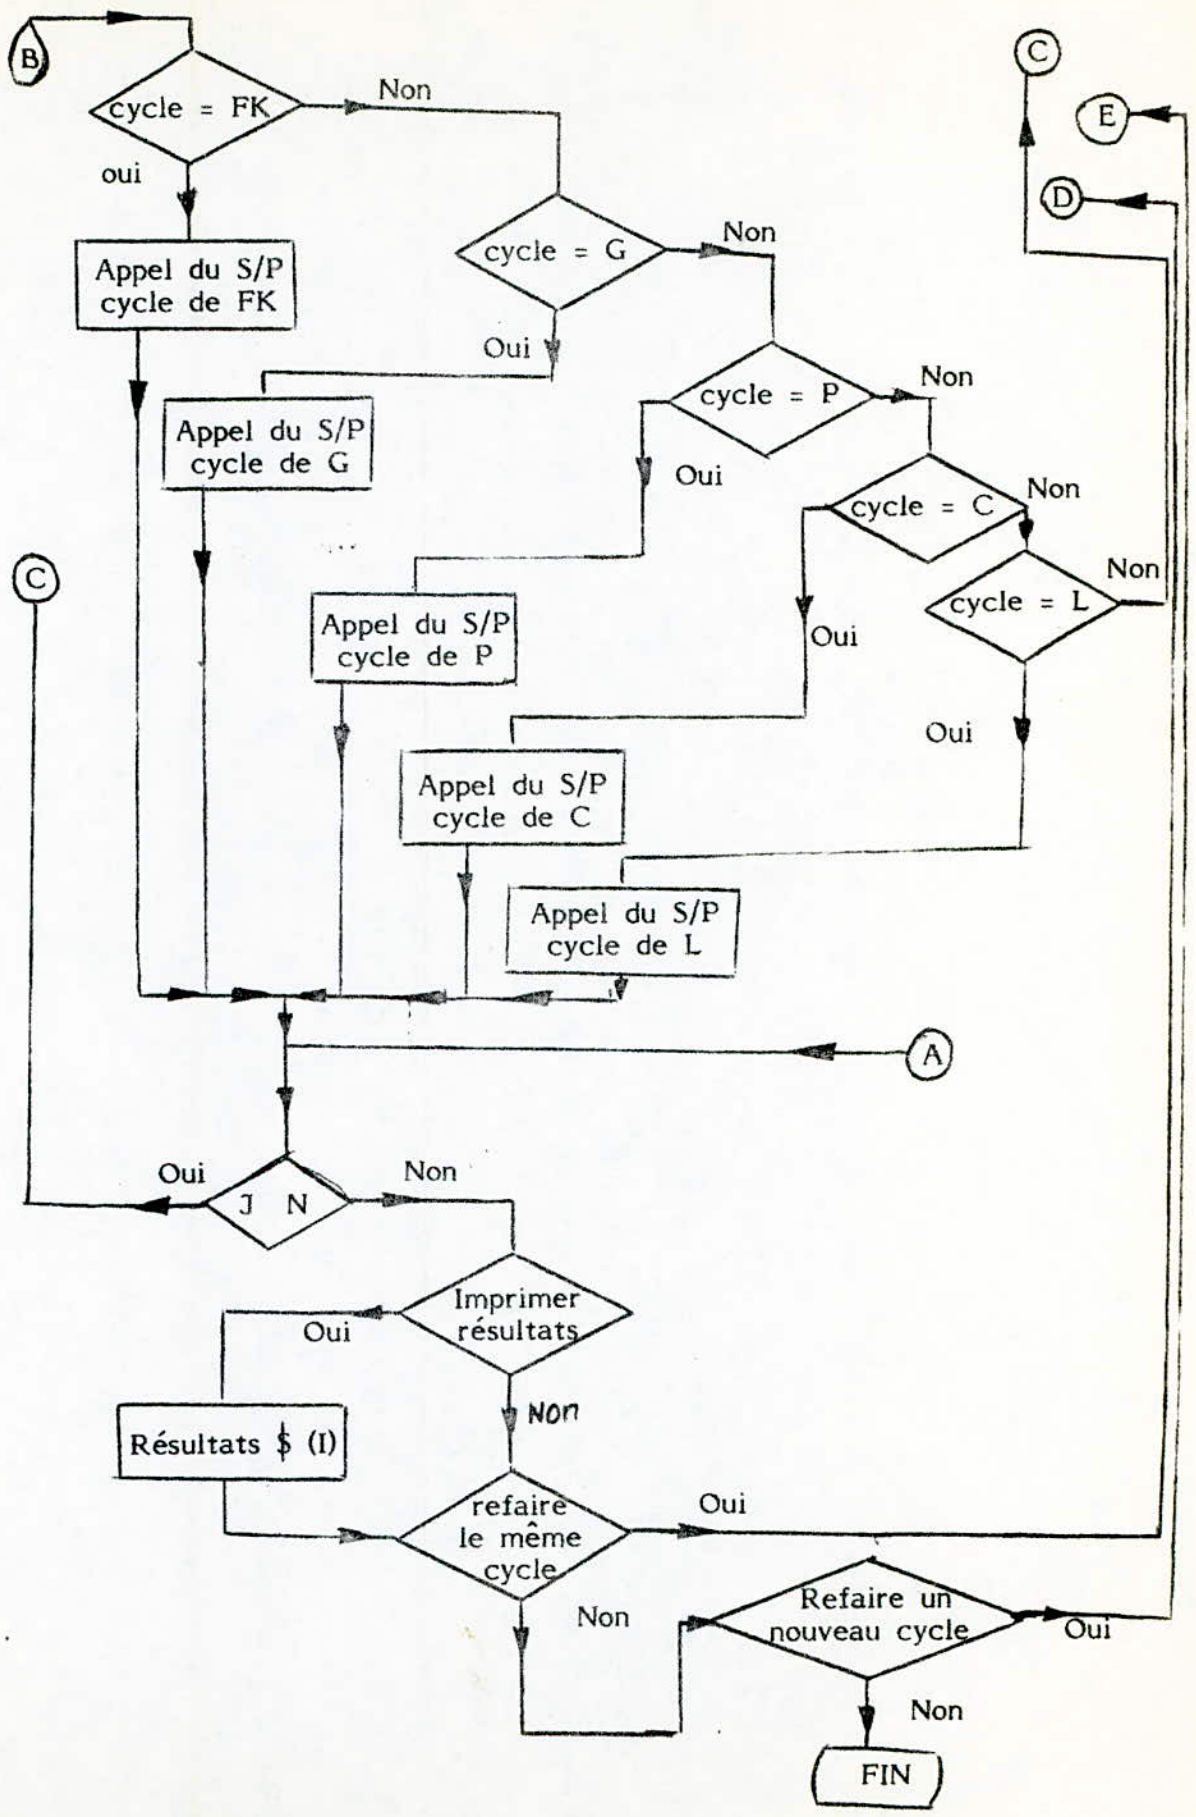 B
C
E
D
cycle = FK
Non
oui
Appel du S/P
cycle de FK
cycle = G
Non
Oui
Appel du S/P
cycle de G
cycle = P
Non
Oui
Appel du S/P
cycle de P
cycle = C
Non
Oui
Appel du S/P
cycle de C
cycle = L
Non
Oui
Appel du S/P
cycle de L
C
A
Oui
J N
Non
Imprimer
résultats
Oui
Non
Résultats $ (I)
refaire
le même
cycle
Oui
Non
Refaire un
nouveau cycle
Oui
Non
FIN